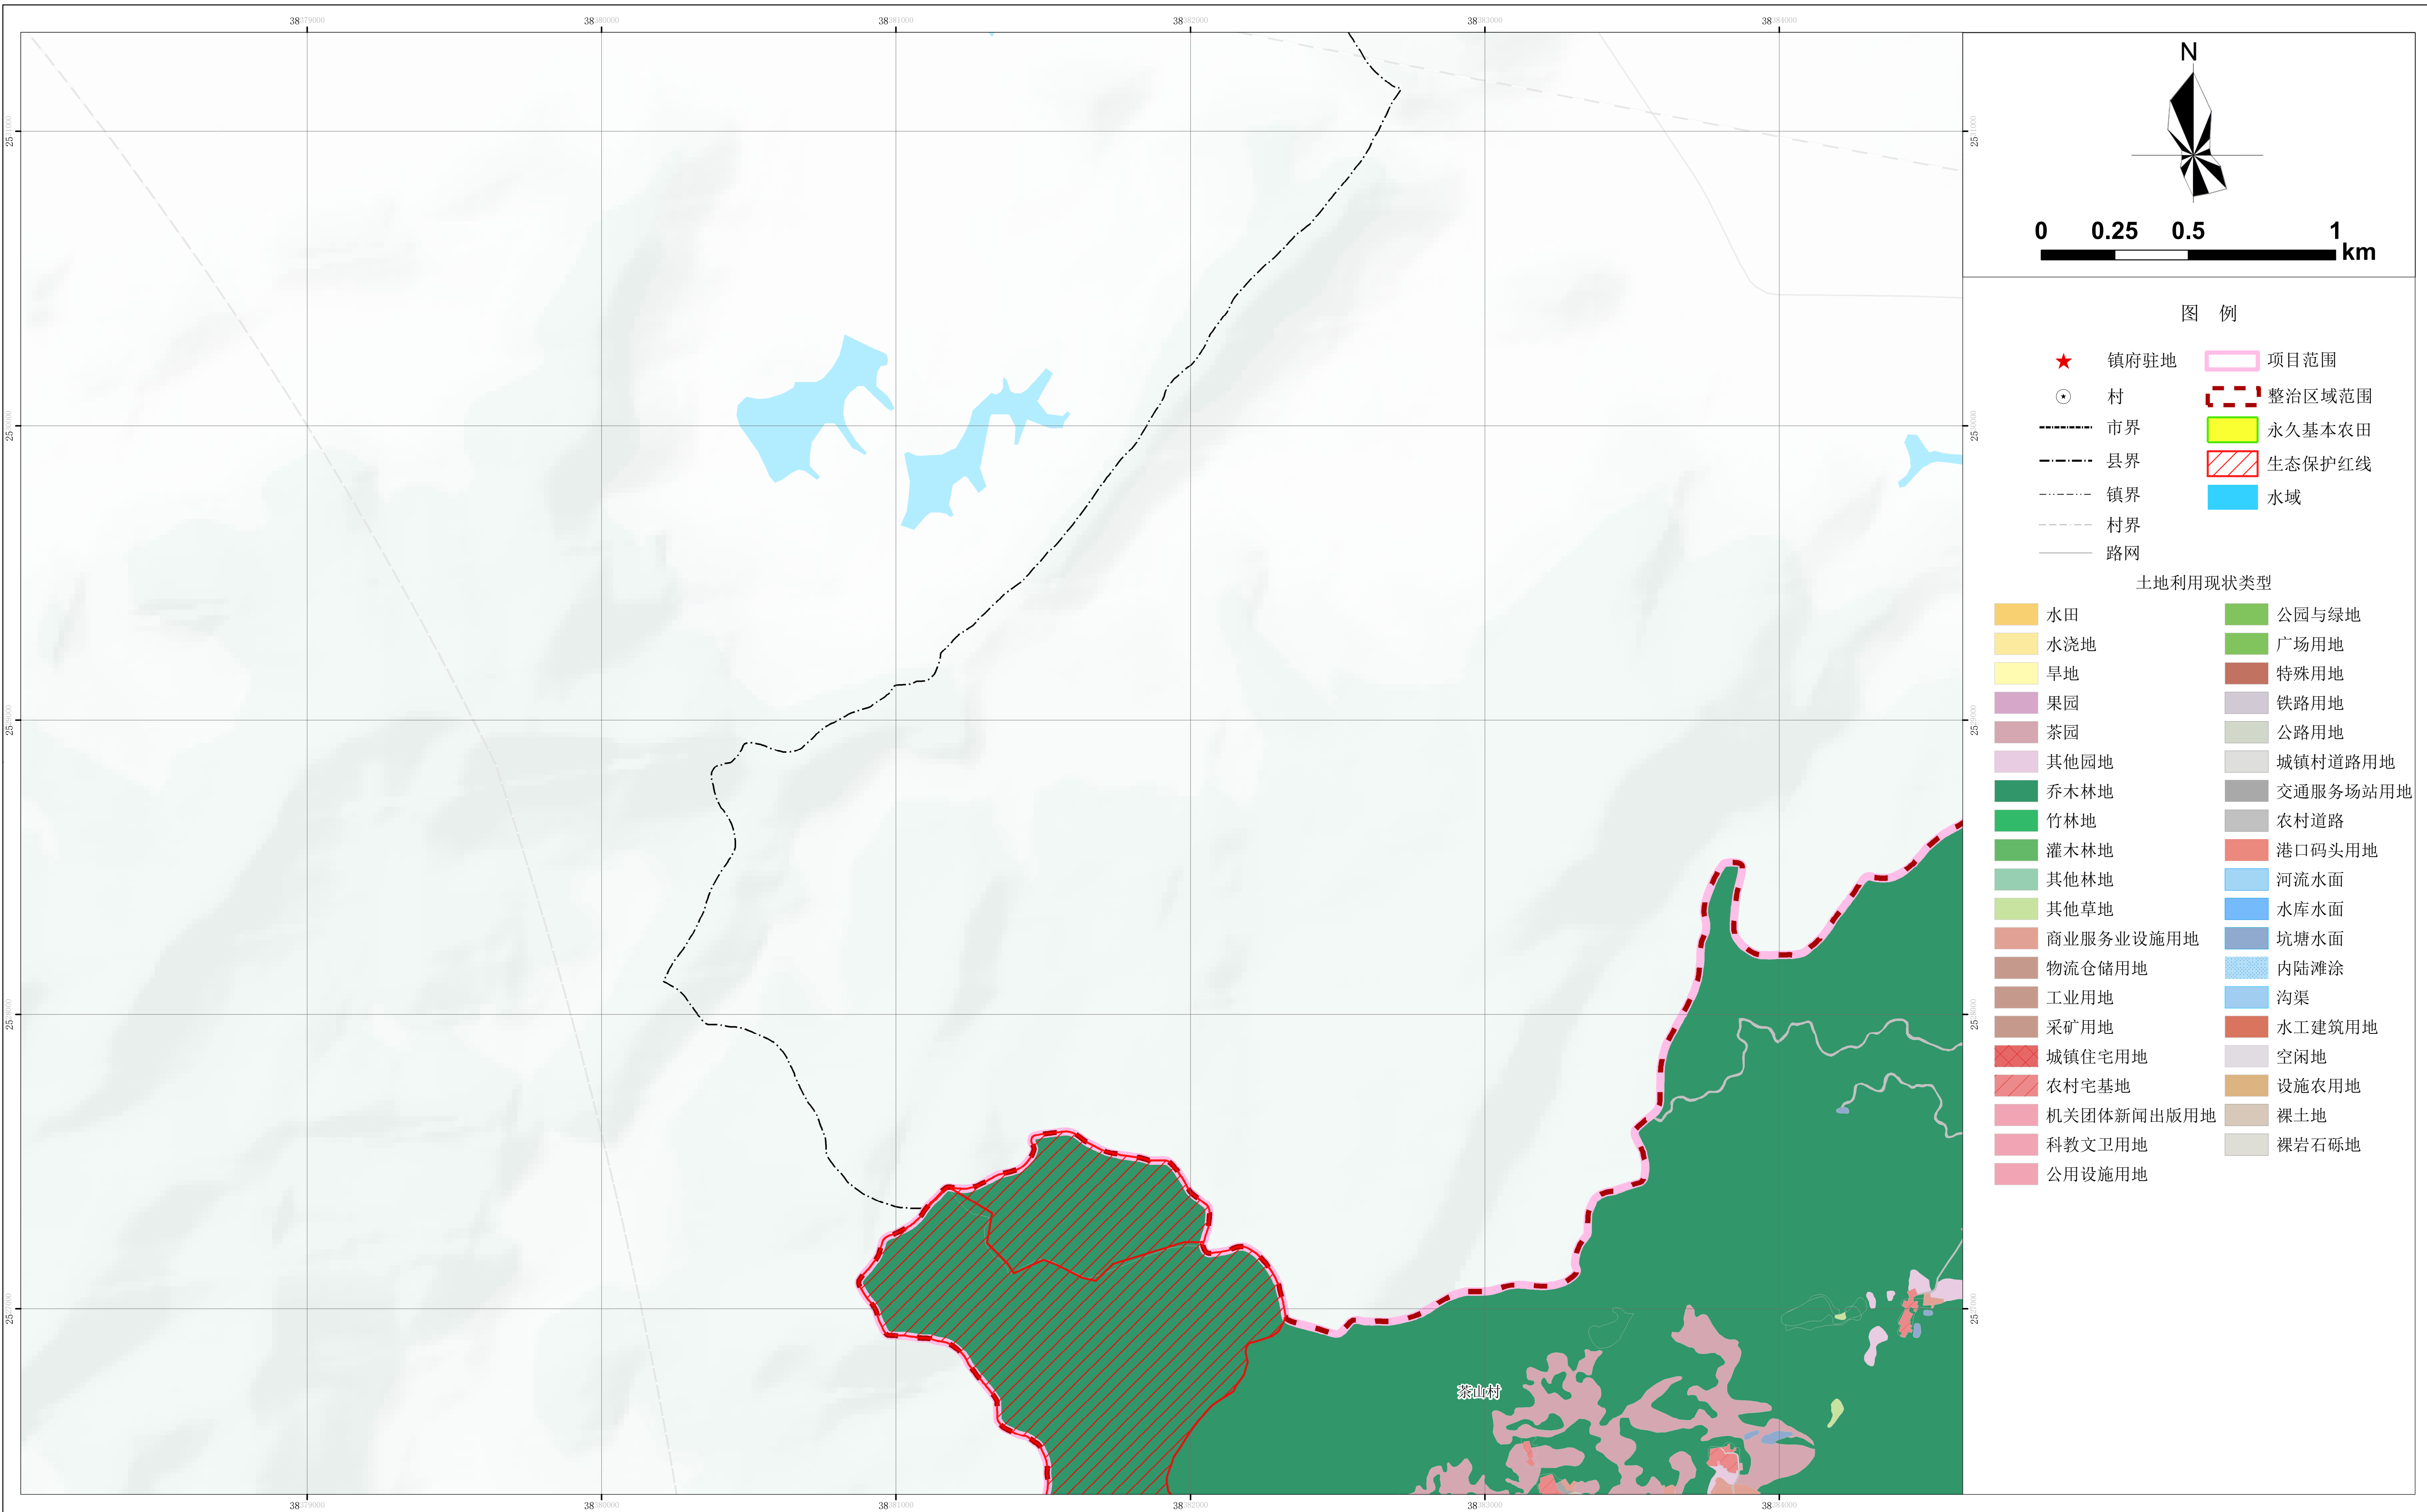 38379000 38380000 38381000 38382000 38383000 38384000
N
0 0.25 0.5 1
km
图 例
镇府驻地 项目范围
村 整治区域范围
市界 永久基本农田
县界 生态保护红线
镇界 水域
村界
路网
土地利用现状类型
水田 公园与绿地
水浇地 广场用地
旱地 特殊用地
果园 铁路用地
茶园 公路用地
其他园地 城镇村道路用地
乔木林地 交通服务场站用地
竹林地 农村道路
灌木林地 港口码头用地
其他林地 河流水面
其他草地 水库水面
商业服务业设施用地 坑塘水面
物流仓储用地 内陆滩涂
工业用地 沟渠
采矿用地 水工建筑用地
城镇住宅用地 空闲地
农村宅基地 设施农用地
机关团体新闻出版用地 裸土地
科教文卫用地 裸岩石砾地
公用设施用地
茶山村
38379000 38380000 38381000 38382000 38383000 38384000